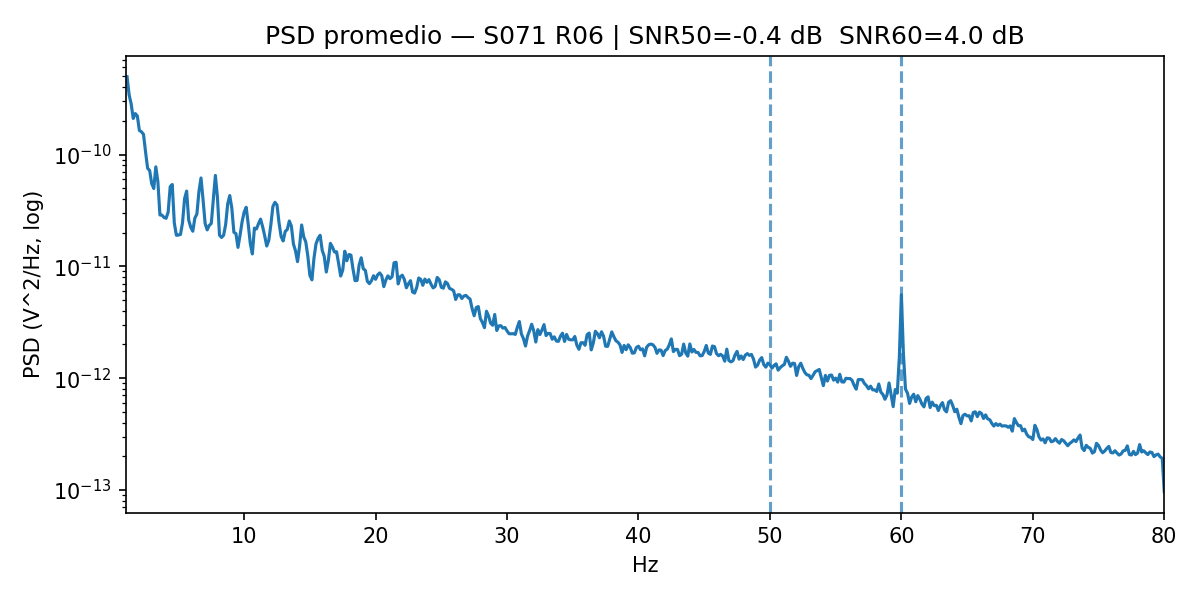 PSD promedio — S071 R06 | SNR50=-0.4 dB  SNR60=4.0 dB
PSD (V^2/Hz, log)
10⁻¹⁰
10⁻¹¹
10⁻¹²
10⁻¹³
10 20 30 40 50 60 70 80
Hz